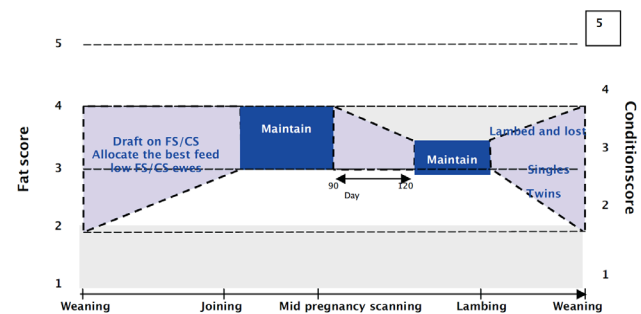 5
5
4
4
Maintain
Draft on FS/CS
Allocate the best feed
low FS/CS ewes
Lambed and lost
Maintain
Singles
Twins
3
3
90
120
Day
2
2
1
1
Fat score
Conditionscore
Weaning
Joining
Mid pregnancy scanning
Lambing
Weaning